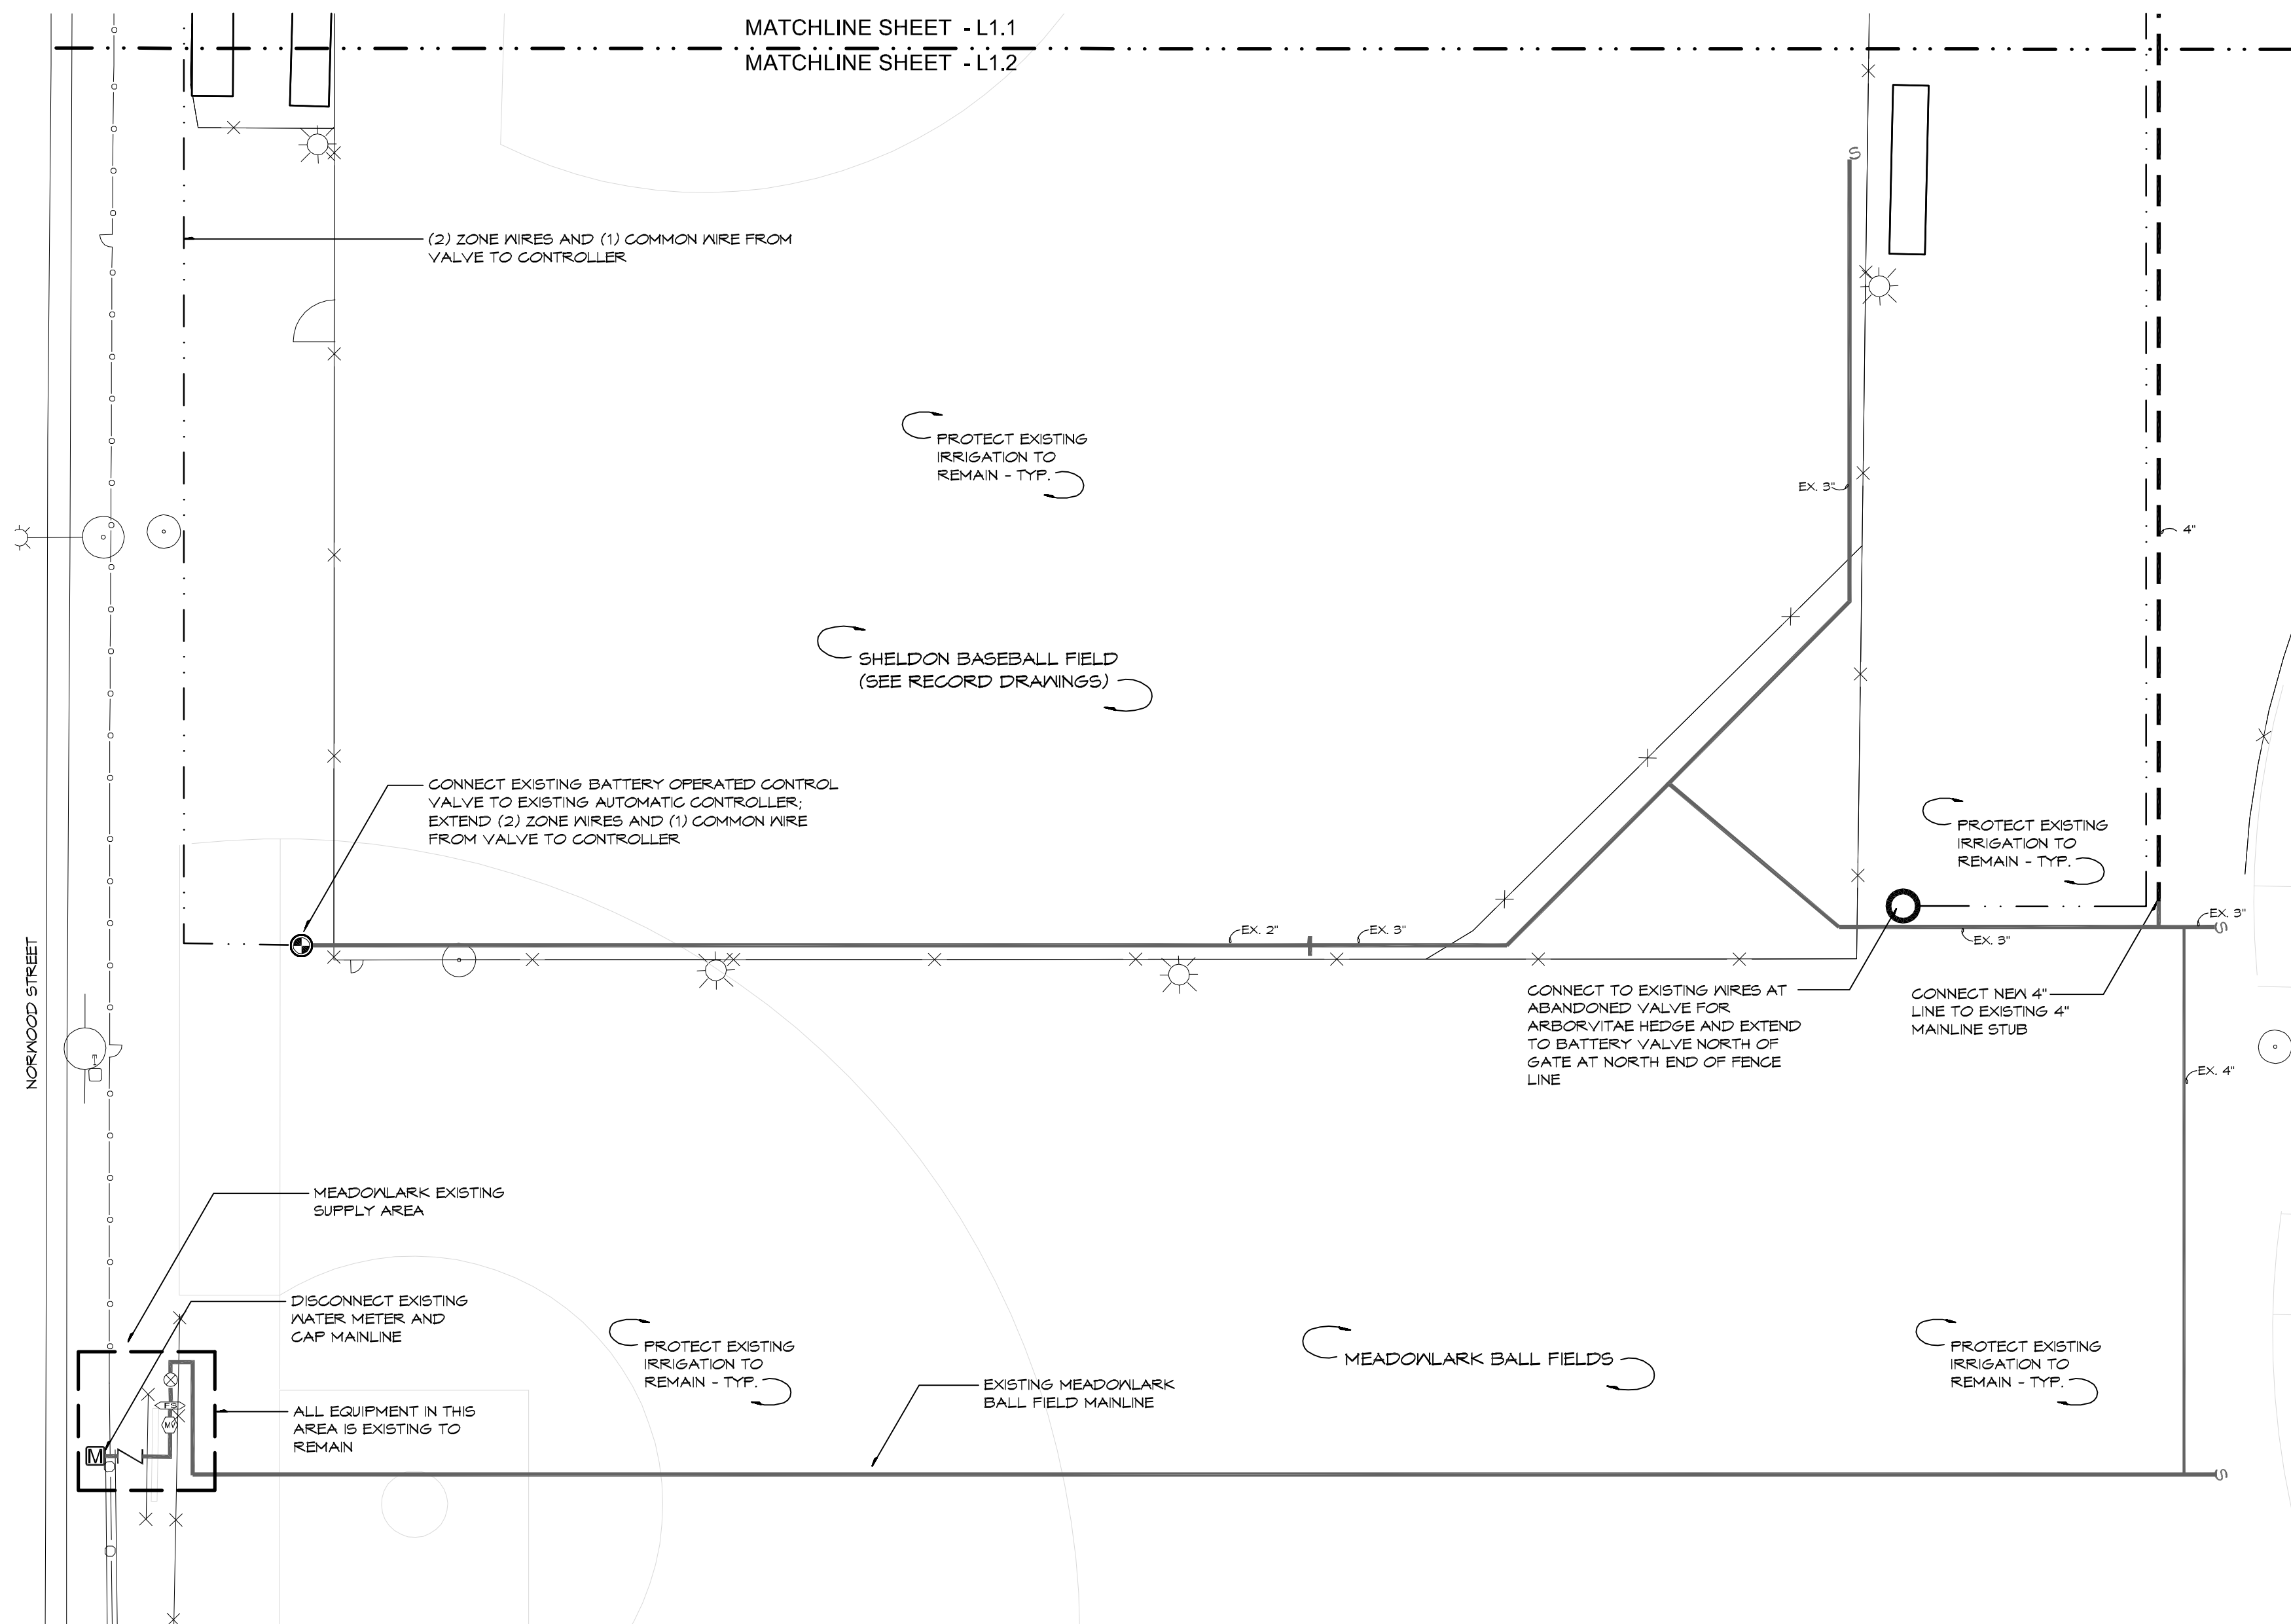 MATCHLINE SHEET - L1.1
MATCHLINE SHEET - L1.2
S
(2) ZONE WIRES AND (1) COMMON WIRE FROM
VALVE TO CONTROLLER
PROTECT EXISTING
IRRIGATION TO
REMAIN - TYP.
EX. 3"
4"
SHELDON BASEBALL FIELD
(SEE RECORD DRAWINGS)
CONNECT EXISTING BATTERY OPERATED CONTROL
VALVE TO EXISTING AUTOMATIC CONTROLLER;
EXTEND (2) ZONE WIRES AND (1) COMMON WIRE
FROM VALVE TO CONTROLLER
PROTECT EXISTING
IRRIGATION TO
REMAIN - TYP.
EX. 2"
EX. 3"
EX. 3"
EX. 3"
S
NORWOOD STREET
CONNECT TO EXISTING WIRES AT
ABANDONED VALVE FOR
ARBORVITAE HEDGE AND EXTEND
TO BATTERY VALVE NORTH OF
GATE AT NORTH END OF FENCE
LINE
CONNECT NEW 4"
LINE TO EXISTING 4"
MAINLINE STUB
EX. 4"
MEADOWLARK EXISTING
SUPPLY AREA
DISCONNECT EXISTING
WATER METER AND
CAP MAINLINE
PROTECT EXISTING
IRRIGATION TO
REMAIN - TYP.
MEADOWLARK BALL FIELDS
PROTECT EXISTING
IRRIGATION TO
REMAIN - TYP.
EXISTING MEADOWLARK
BALL FIELD MAINLINE
ALL EQUIPMENT IN THIS
AREA IS EXISTING TO
REMAIN
FS
MV
M
S